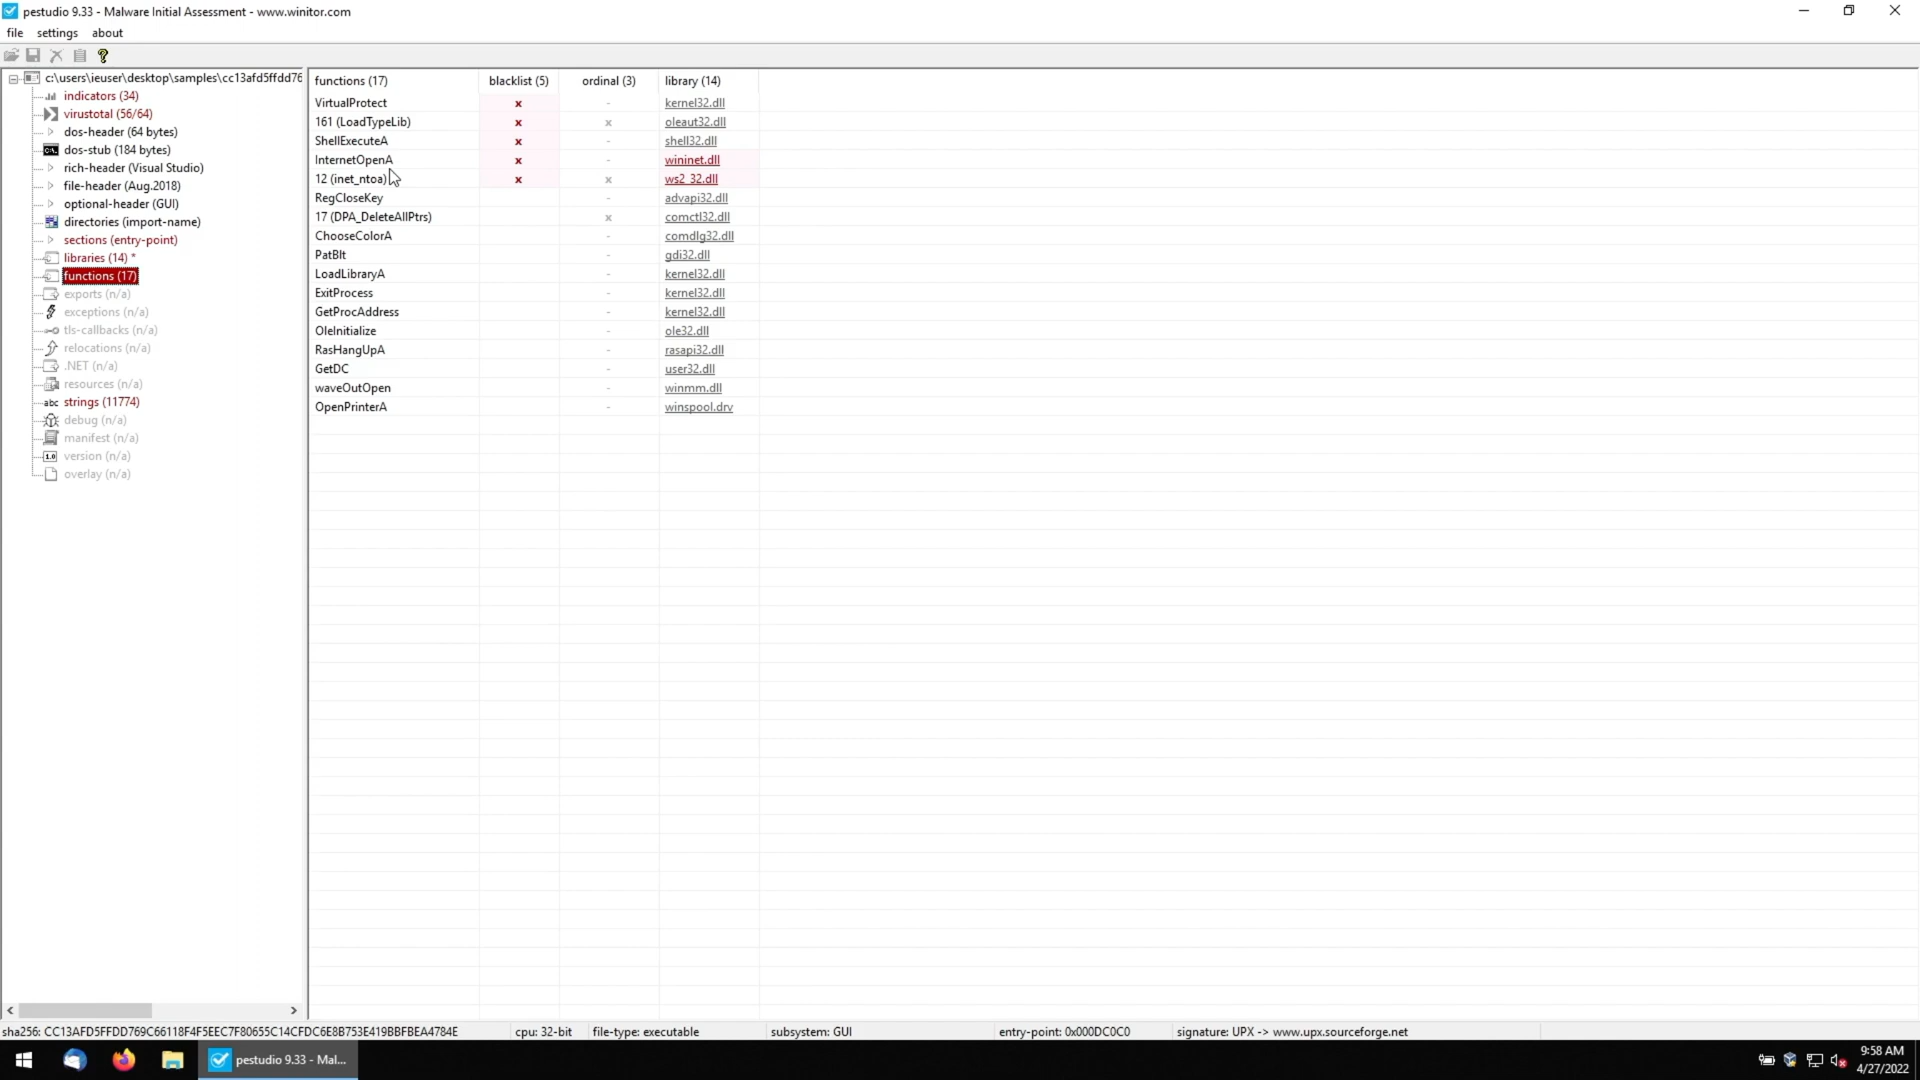 pestudio 9.33 - Malware Initial Assessment - www.winitor.com
file settings about
c:\users\ieuser\desktop\samples\cc13afd5ffdd76
indicators (34)
virustotal (56/64)
dos-header (64 bytes)
dos-stub (184 bytes)
rich-header (Visual Studio)
file-header (Aug.2018)
optional-header (GUI)
directories (import-name)
sections (entry-point)
libraries (14) *
functions (17)
exports (n/a)
exceptions (n/a)
tls-callbacks (n/a)
relocations (n/a)
.NET (n/a)
resources (n/a)
abc strings (11774)
debug (n/a)
manifest (n/a)
1.0 version (n/a)
overlay (n/a)
functions (17) blacklist (5) ordinal (3) library (14)
VirtualProtect x - kernel32.dll
161 (LoadTypeLib) x x oleaut32.dll
ShellExecuteA x - shell32.dll
InternetOpenA x - wininet.dll
12 (inet_ntoa) x x ws2_32.dll
RegCloseKey - advapi32.dll
17 (DPA_DeleteAllPtrs) x comctl32.dll
ChooseColorA - comdlg32.dll
PatBlt - gdi32.dll
LoadLibraryA - kernel32.dll
ExitProcess - kernel32.dll
GetProcAddress - kernel32.dll
OleInitialize - ole32.dll
RasHangUpA - rasapi32.dll
GetDC - user32.dll
waveOutOpen - winmm.dll
OpenPrinterA - winspool.drv
sha256: CC13AFD5FFDD769C66118F4F5EEC7F80655C14CFDC6E8B753E419BBFBEA4784E cpu: 32-bit file-type: executable subsystem: GUI entry-point: 0x000DC0C0 signature: UPX -> www.upx.sourceforge.net
pestudio 9.33 - Mal...
9:58 AM
4/27/2022